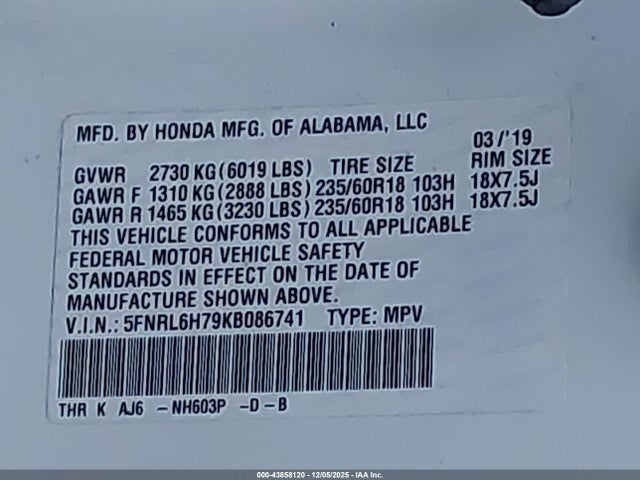 MFD. BY HONDA MFG. OF ALABAMA, LLC
03/'19
GVWR 2730 KG (6019 LBS) TIRE SIZE RIM SIZE
GAWR F 1310 KG (2888 LBS) 235/60R18 103H 18X7.5J
GAWR R 1465 KG (3230 LBS) 235/60R18 103H 18X7.5J
THIS VEHICLE CONFORMS TO ALL APPLICABLE
FEDERAL MOTOR VEHICLE SAFETY
STANDARDS IN EFFECT ON THE DATE OF
MANUFACTURE SHOWN ABOVE.
V.I.N.: 5FNRL6H79KB086741 TYPE: MPV
THR K AJ6 -NH603P -D-B
000-43858120 - 12/05/2025 - IAA Inc.